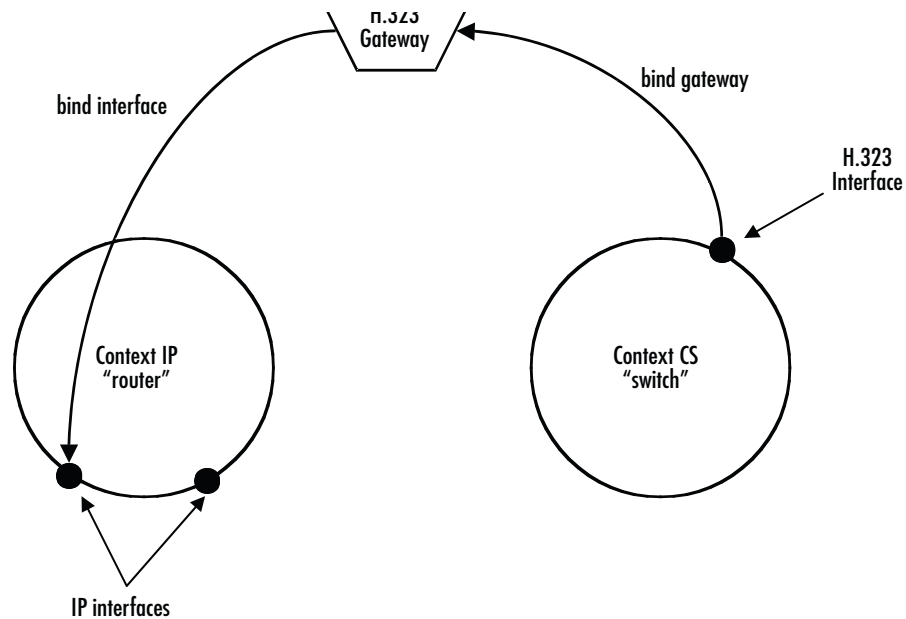 H.323
Gateway
bind interface
bind gateway
H.323
Interface
Context IP
“router”
Context CS
“switch”
IP interfaces